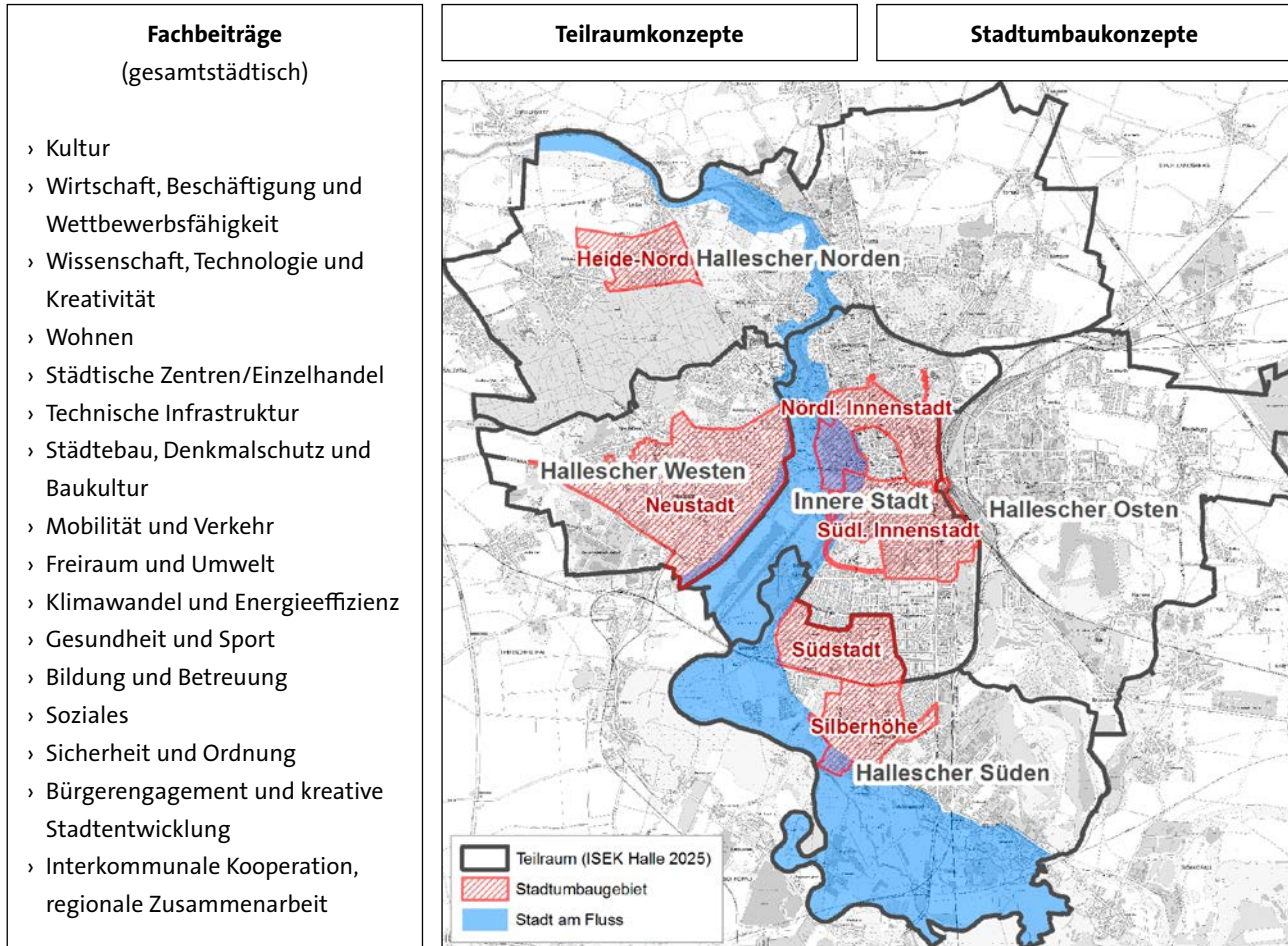 Fachbeiträge
(gesamtstädtisch)
› Kultur
› Wirtschaft, Beschäftigung und
Wettbewerbsfähigkeit
› Wissenschaft, Technologie und
Kreativität
› Wohnen
› Städtische Zentren/Einzelhandel
› Technische Infrastruktur
› Städtebau, Denkmalschutz und
Baukultur
› Mobilität und Verkehr
› Freiraum und Umwelt
› Klimawandel und Energieeffizienz
› Gesundheit und Sport
› Bildung und Betreuung
› Soziales
› Sicherheit und Ordnung
› Bürgerengagement und kreative
Stadtentwicklung
› Interkommunale Kooperation,
regionale Zusammenarbeit
Teilraumkonzepte
Stadtumbaukonzepte
Heide-Nord
Hallescher Norden
Nördl. Innenstadt
Hallescher Westen
Neustadt
Innere Stadt
Hallescher Osten
Südl. Innenstadt
Südstadt
Silberhöhe
Hallescher Süden
Teilraum (ISEK Halle 2025)
Stadtumbaugebiet
Stadt am Fluss